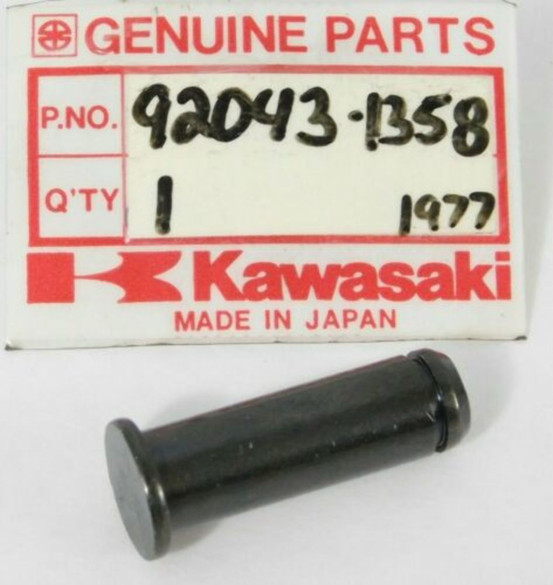 GENUINE PARTS
P.NO. 92043-1358
Q'TY 1 1977
Kawasaki
MADE IN JAPAN